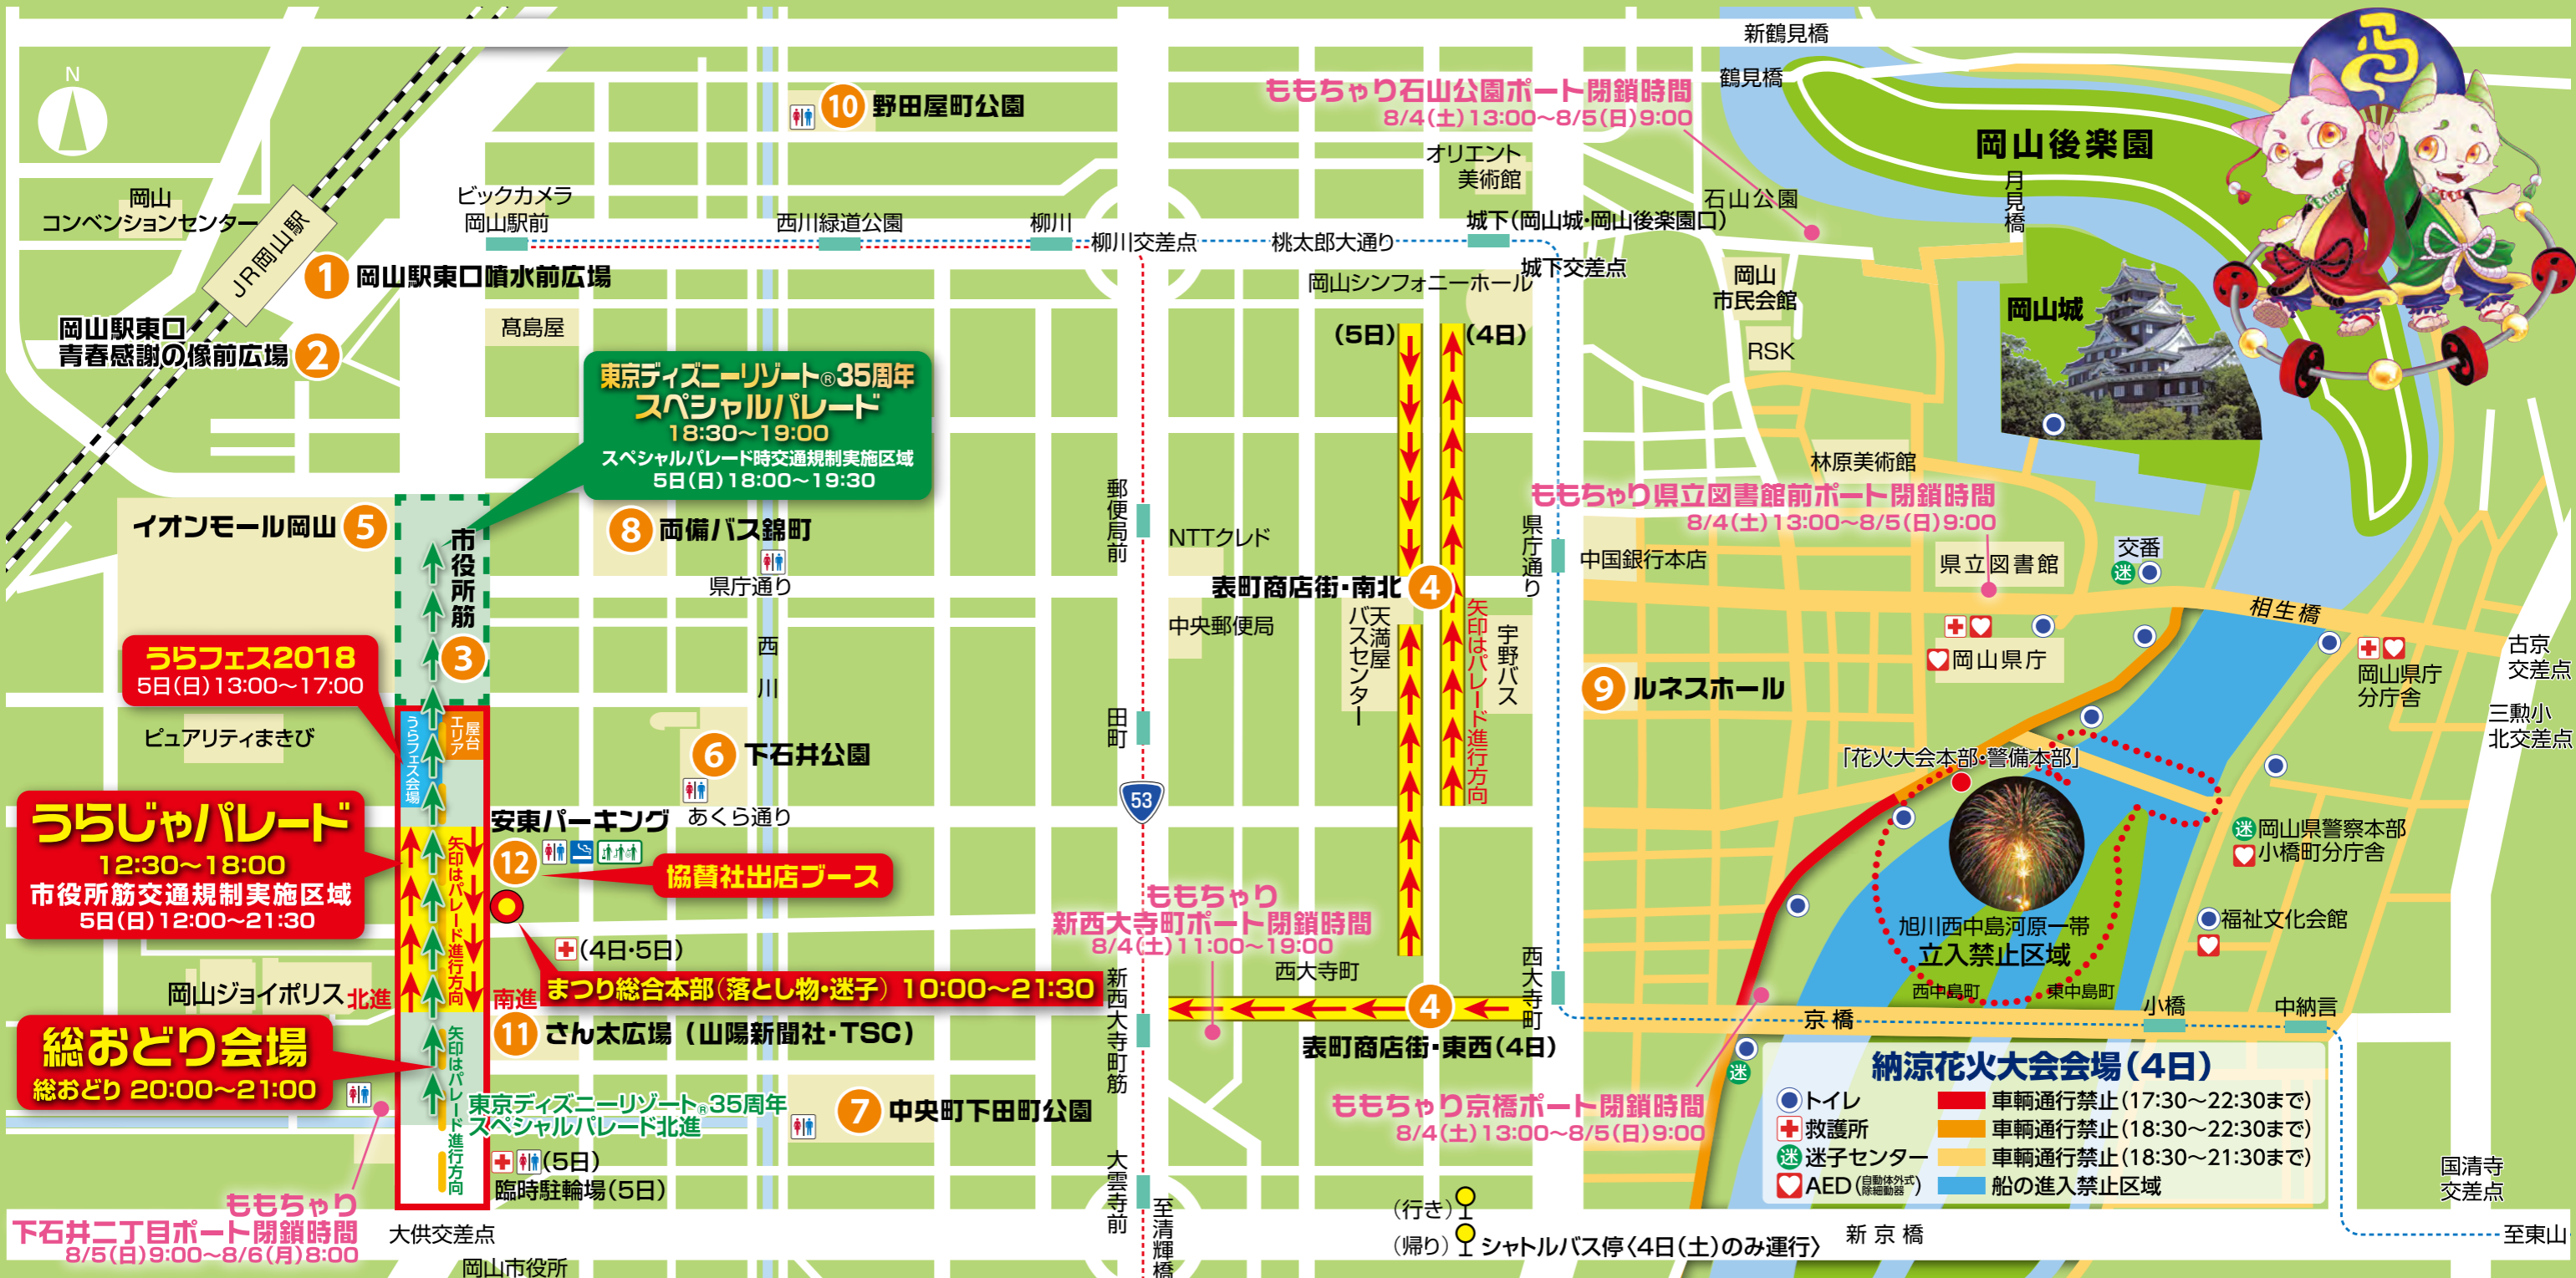 N
岡山
コンベンションセンター
JR岡山駅
1
岡山駅東口噴水前広場
岡山駅東口
青春感謝の像前広場
2
ビックカメラ
岡山駅前
髙島屋
西川緑道公園
柳川
柳川交差点
桃太郎大通り
10
野田屋町公園
ももちゃり石山公園ポート閉鎖時間
8/4(土)13:00〜8/5(日)9:00
オリエント
美術館
石山公園
城下(岡山城・岡山後楽園口)
城下交差点
岡山シンフォニーホール
岡山
市民会館
RSK
新鶴見橋
鶴見橋
岡山後楽園
月見橋
岡山城
林原美術館
東京ディズニーリゾート®35周年
スペシャルパレード
18:30〜19:00
スペシャルパレード時交通規制実施区域
5日(日)18:00〜19:30
(5日)
(4日)
イオンモール岡山
5
市役所筋
3
8
両備バス錦町
県庁通り
西川
郵便局前
NTTクレド
中央郵便局
表町商店街・南北
4
天満屋
バスセンター
宇野バス
矢印はパレード進行方向
県庁通り
中国銀行本店
9
ルネスホール
ももちゃり県立図書館前ポート閉鎖時間
8/4(土)13:00〜8/5(日)9:00
県立図書館
交番
迷
岡山県庁
相生橋
岡山県庁
分庁舎
古京
交差点
三勲小
北交差点
うらフェス2018
5日(日)13:00〜17:00
うらフェス会場
屋台
エリア
ピュアリティまきび
6
下石井公園
あくら通り
田町
53
うらじゃパレード
12:30〜18:00
市役所筋交通規制実施区域
5日(日)12:00〜21:30
矢印はパレード進行方向
安東パーキング
12
協賛社出店ブース
(4日・5日)
まつり総合本部(落とし物・迷子) 10:00〜21:30
岡山ジョイポリス
北進
南進
11
さん太広場(山陽新聞社・TSC)
総おどり会場
総おどり 20:00〜21:00
矢印はパレード進行方向
東京ディズニーリゾート®35周年
スペシャルパレード北進
7
中央町下田町公園
(5日)
臨時駐輪場(5日)
ももちゃり
下石井二丁目ポート閉鎖時間
8/5(日)9:00〜8/6(月)8:00
大供交差点
岡山市役所
ももちゃり
新西大寺町ポート閉鎖時間
8/4(土)11:00〜19:00
新西大寺町筋
西大寺町
西大寺町
4
表町商店街・東西(4日)
大雲寺前
至清輝橋
ももちゃり京橋ポート閉鎖時間
8/4(土)13:00〜8/5(日)9:00
(行き)
(帰り)
シャトルバス停〈4日(土)のみ運行〉
「花火大会本部・警備本部」
旭川西中島河原一帯
立入禁止区域
西中島町
東中島町
迷
岡山県警察本部
小橋町分庁舎
福祉文化会館
京橋
小橋
中納言
迷
納涼花火大会会場(4日)
トイレ
救護所
迷
迷子センター
AED(自動体外式除細動器)
車輌通行禁止(17:30〜22:30まで)
車輌通行禁止(18:30〜22:30まで)
車輌通行禁止(18:30〜21:30まで)
船の進入禁止区域
新京橋
国清寺
交差点
至東山